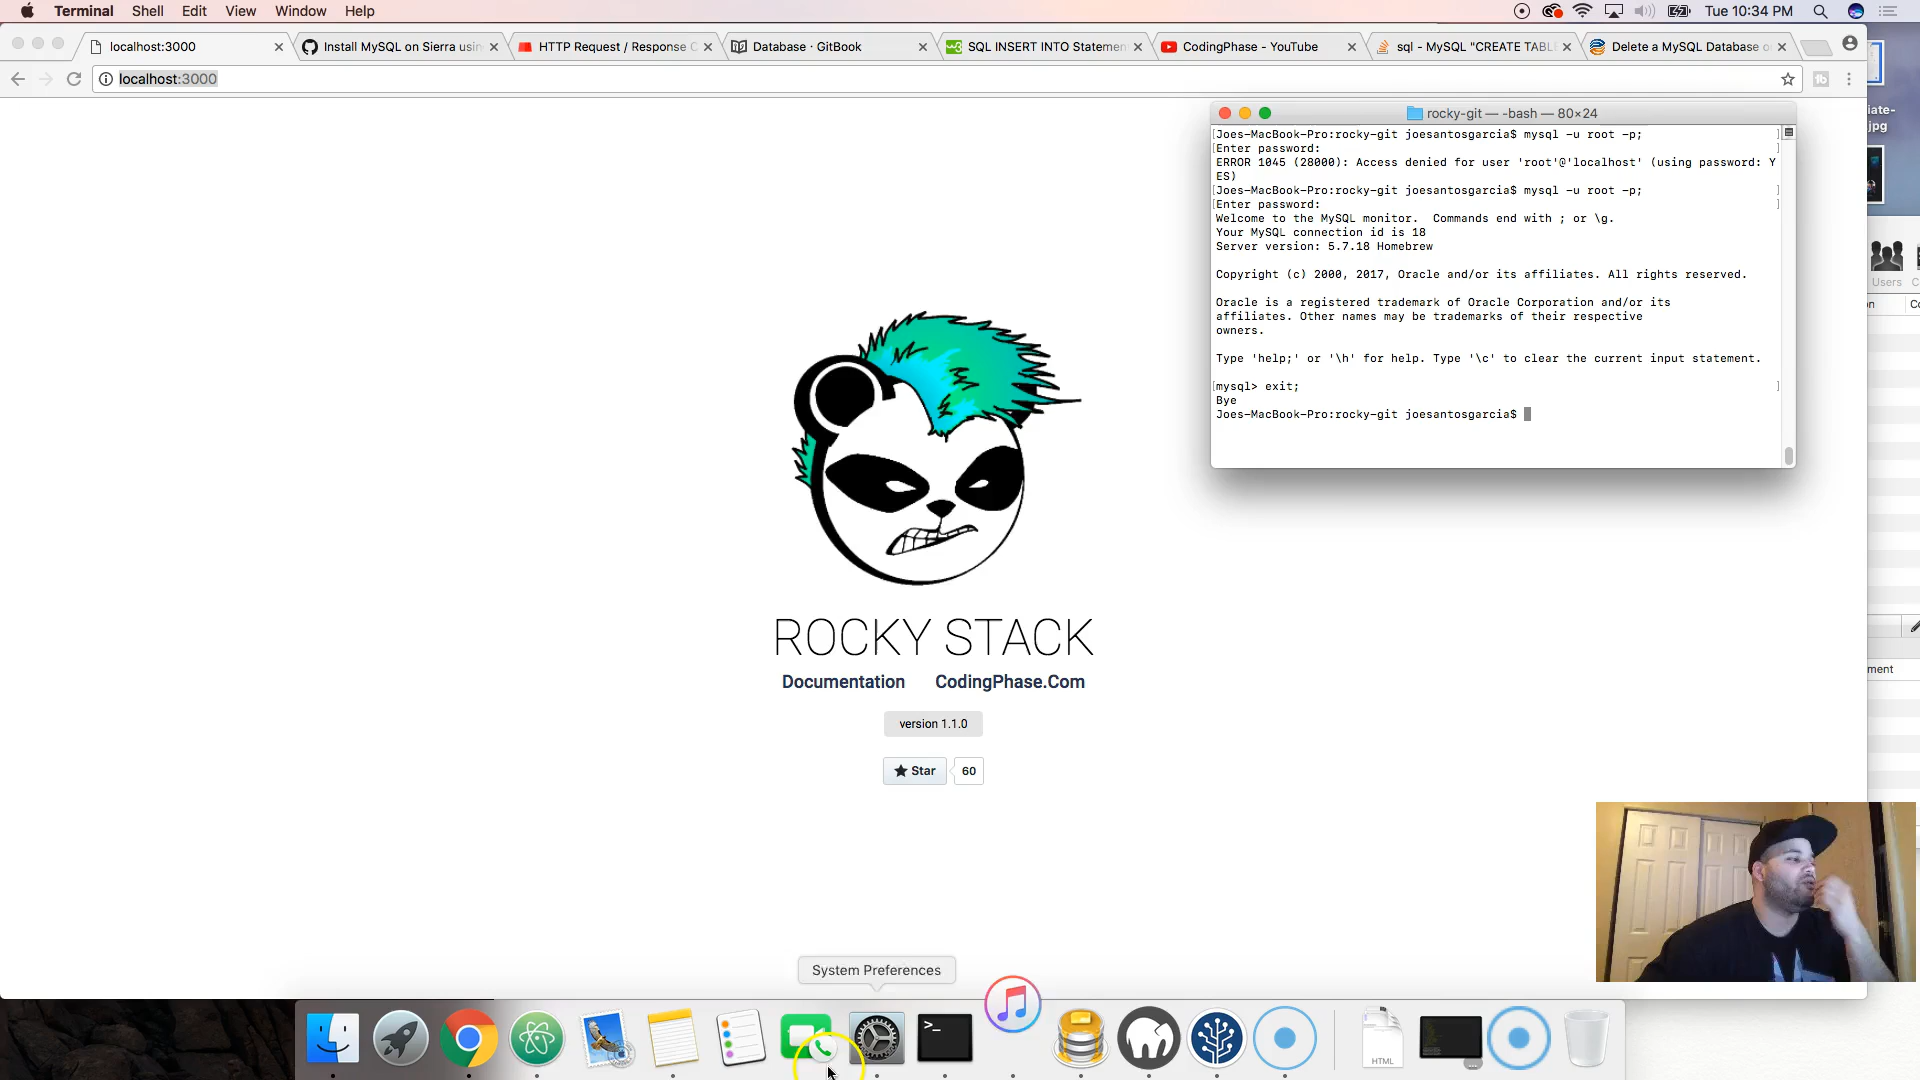 Terminal Shell Edit View Window Help
Tue 10:34 PM
localhost:3000
Install MySQL on Sierra usin
HTTP Request / Response C
Database · GitBook
SQL INSERT INTO Statemen
CodingPhase - YouTube
sql - MySQL "CREATE TABL
Delete a MySQL Database o
localhost:3000
iate-
jpg
rocky-git — -bash — 80×24
[Joes-MacBook-Pro:rocky-git joesantosgarcia$ mysql -u root -p; ]
[Enter password: ]
ERROR 1045 (28000): Access denied for user 'root'@'localhost' (using password: Y
ES)
[Joes-MacBook-Pro:rocky-git joesantosgarcia$ mysql -u root -p; ]
[Enter password: ]
Welcome to the MySQL monitor.  Commands end with ; or \g.
Your MySQL connection id is 18
Server version: 5.7.18 Homebrew
Copyright (c) 2000, 2017, Oracle and/or its affiliates. All rights reserved.
Oracle is a registered trademark of Oracle Corporation and/or its
affiliates. Other names may be trademarks of their respective
owners.
Type 'help;' or '\h' for help. Type '\c' to clear the current input statement.
[mysql> exit; ]
Bye
Joes-MacBook-Pro:rocky-git joesantosgarcia$
Users
ROCKY STACK
Documentation CodingPhase.Com
version 1.1.0
Star 60
ment
System Preferences
HTML